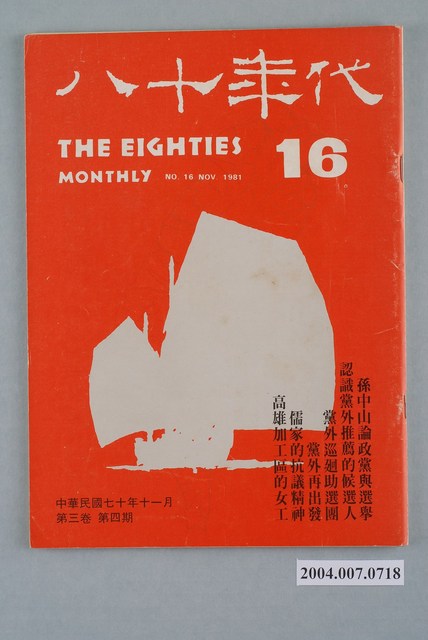 八十年代
THE EIGHTIES
MONTHLY NO. 16 NOV. 1981
16
孫中山論政黨與選舉
認識黨外推薦的候選人
黨外巡迴助選團
黨外再出發
儒家的抗議精神
高雄加工區的女工
中華民國七十年十一月
第三卷 第四期
2004.007.0718